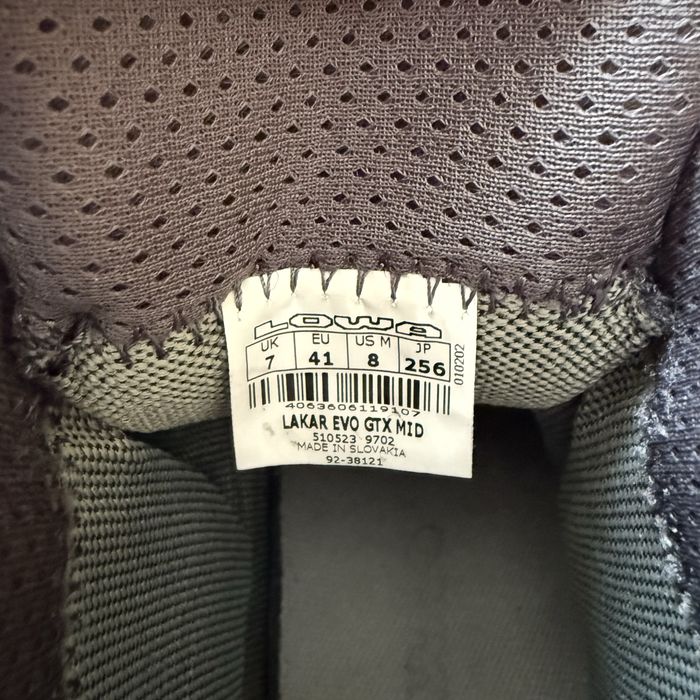 LOWA
UK EU US M JP
7 41 8 256
010202
4063606119107
LAKAR EVO GTX MID
510523 9702
MADE IN SLOVAKIA
92-38121